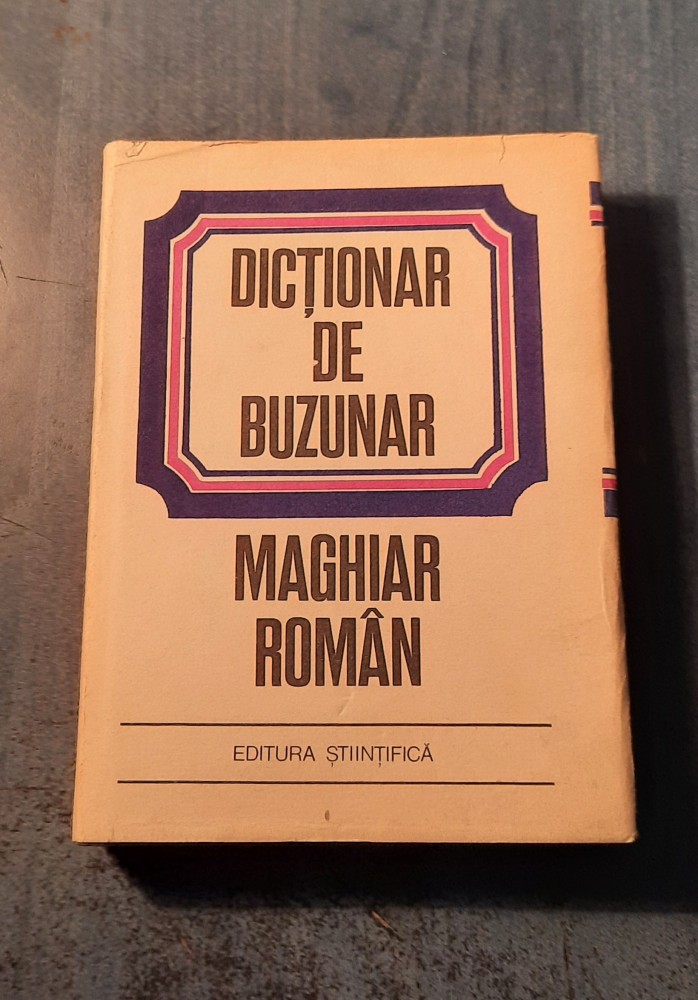 DICȚIONAR
DE
BUZUNAR
MAGHIAR
ROMÂN
EDITURA ȘTIINȚIFICĂ